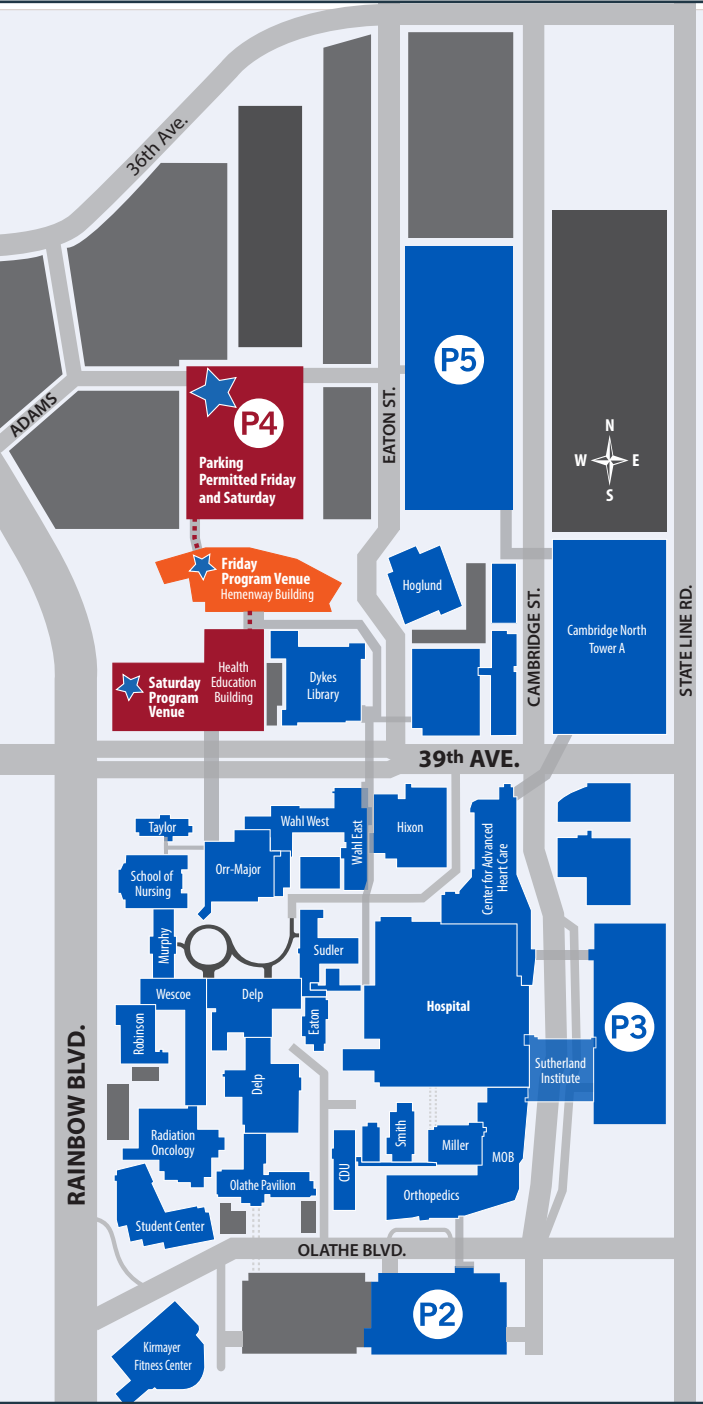 36th Ave.
ADAMS
P5
P4
Parking
Permitted Friday
and Saturday
EATON ST.
N
W
E
S
Friday
Program Venue
Hemenway Building
Hoglund
CAMBRIDGE ST.
STATE LINE RD.
Cambridge North
Tower A
Saturday
Program
Venue
Health
Education
Building
Dykes
Library
39th AVE.
Taylor
Wahl West
Wahl East
Hixon
Center for Advanced
Heart Care
School of
Nursing
Orr-Major
Murphy
Sudler
Wescoe
Delp
Hospital
Eaton
Robinson
P3
Sutherland
Institute
Delp
RAINBOW BLVD.
Radiation
Oncology
Smith
Miller
MOB
CDU
Olathe Pavilion
Orthopedics
Student Center
OLATHE BLVD.
P2
Kirmayer
Fitness Center